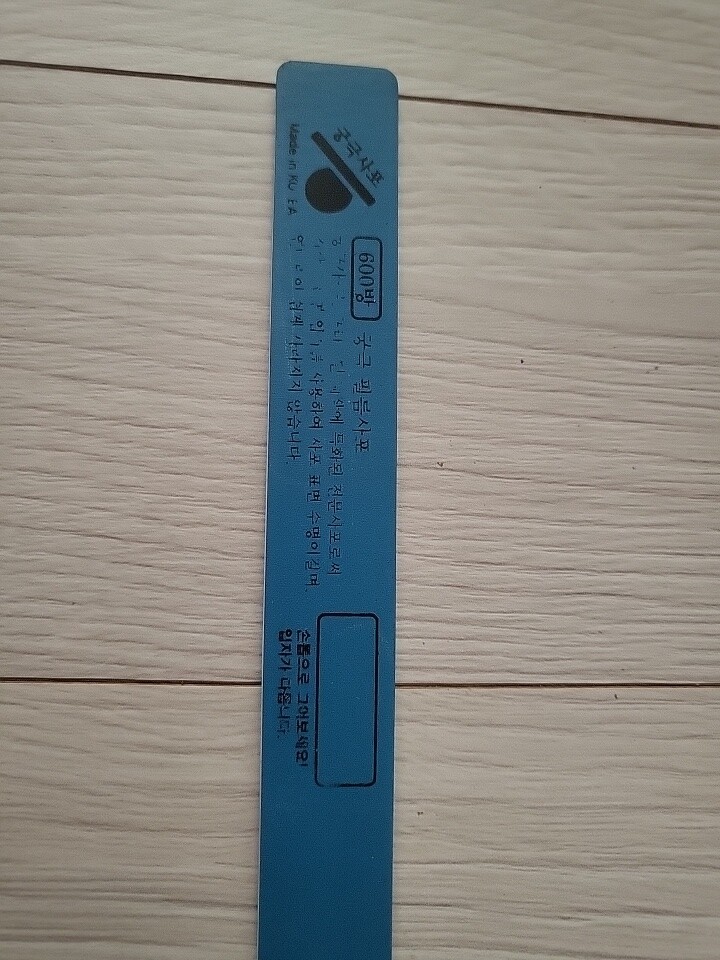 궁극사포
Made in
600방 궁극 필름사포
특화된 전문사포로써
사용하여 사포 표면 수명이길며
쉽게 사라지지 않습니다.
손톱으로 그어보세요!
입자가 다릅니다.